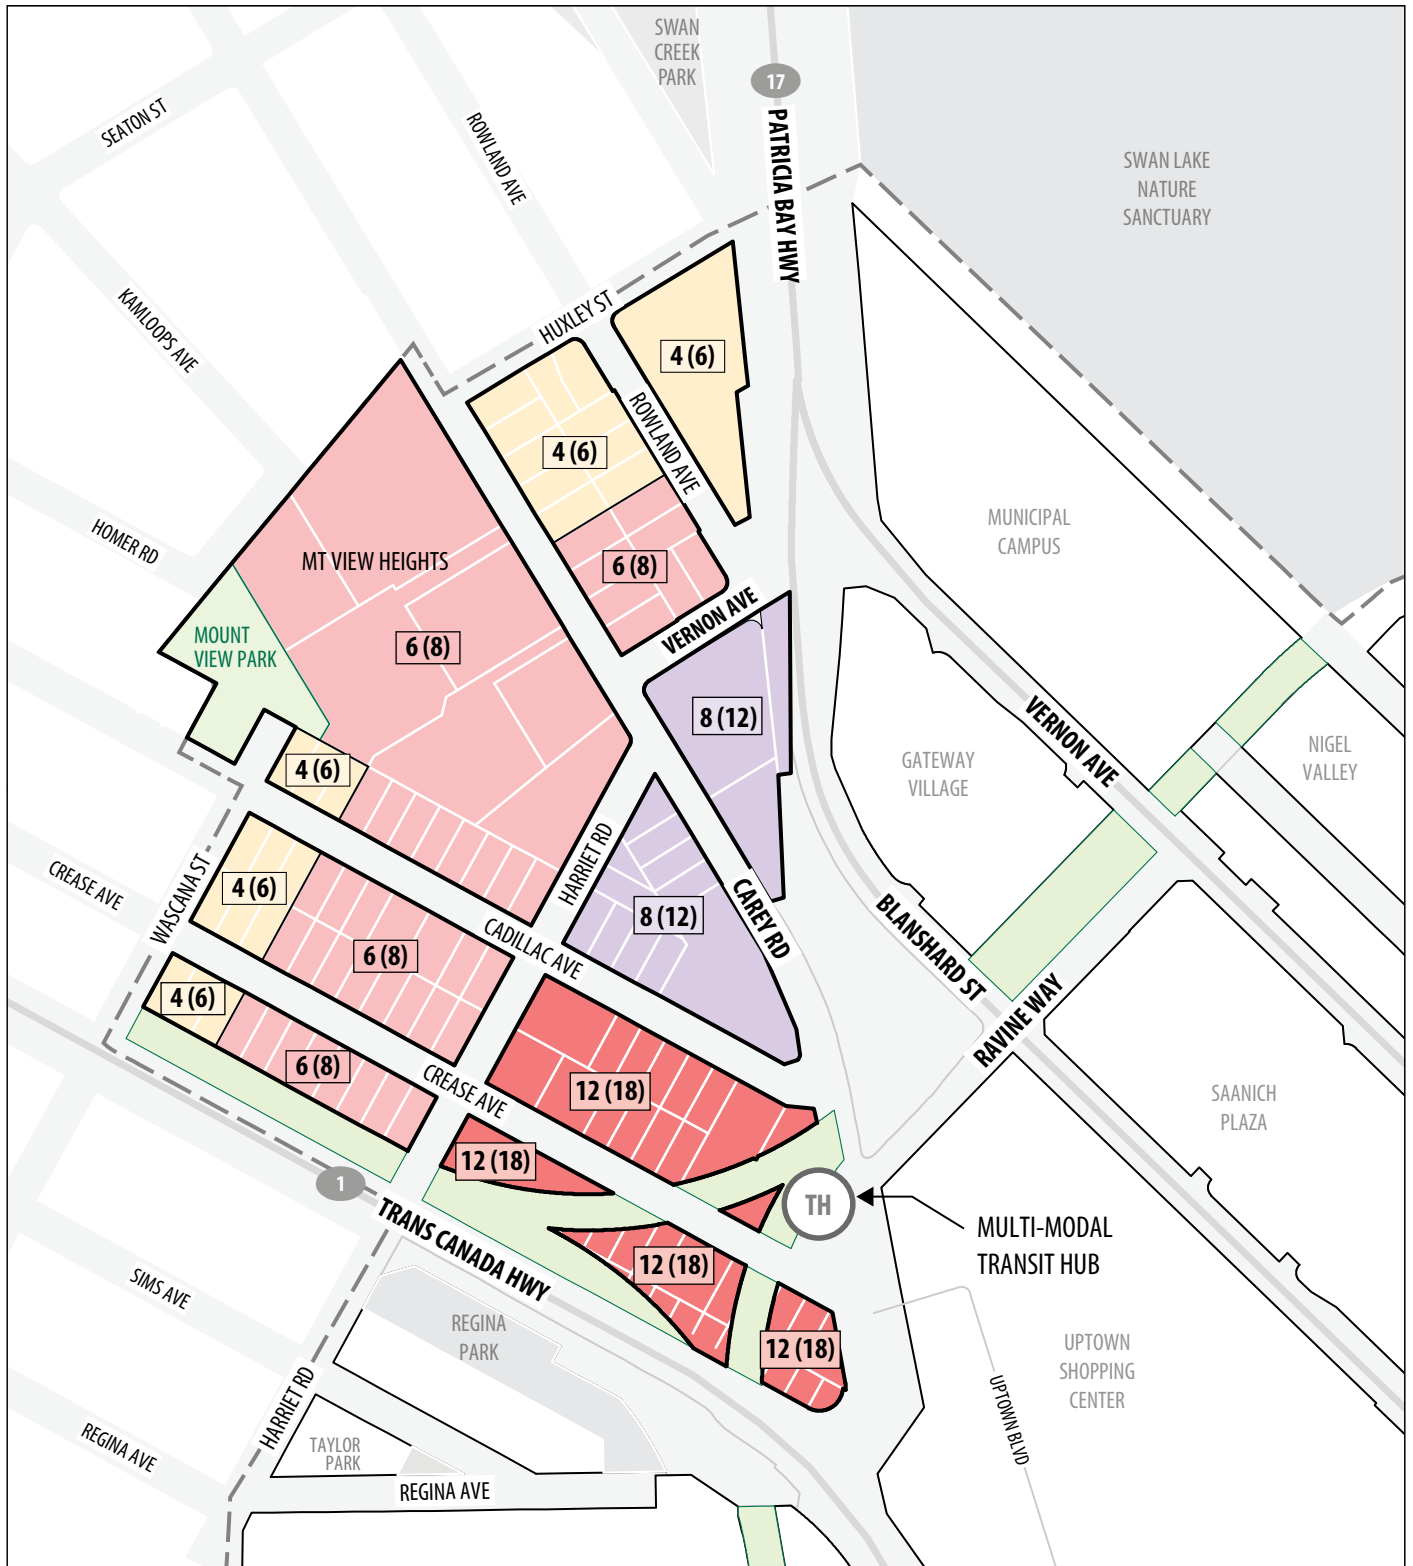 SWAN
CREEK
PARK
17
PATRICIA BAY HWY
SEATON ST
ROWLAND AVE
SWAN LAKE
NATURE
SANCTUARY
KAMLOOPS AVE
HUXLEY ST
4 (6)
ROWLAND AVE
4 (6)
HOMER RD
MT VIEW HEIGHTS
6 (8)
MUNICIPAL
CAMPUS
VERNON AVE
MOUNT
VIEW PARK
6 (8)
8 (12)
VERNON AVE
GATEWAY
VILLAGE
NIGEL
VALLEY
4 (6)
HARRIET RD
CREASE AVE
WASCANA ST
4 (6)
8 (12)
CAREY RD
BLANSHARD ST
CADILLAC AVE
6 (8)
4 (6)
RAVINE WAY
6 (8)
CREASE AVE
12 (18)
SAANICH
PLAZA
12 (18)
1
TH
TRANS CANADA HWY
MULTI-MODAL
TRANSIT HUB
12 (18)
SIMS AVE
REGINA
PARK
12 (18)
UPTOWN
SHOPPING
CENTER
UPTOWN BLVD
HARRIET RD
REGINA AVE
TAYLOR
PARK
REGINA AVE